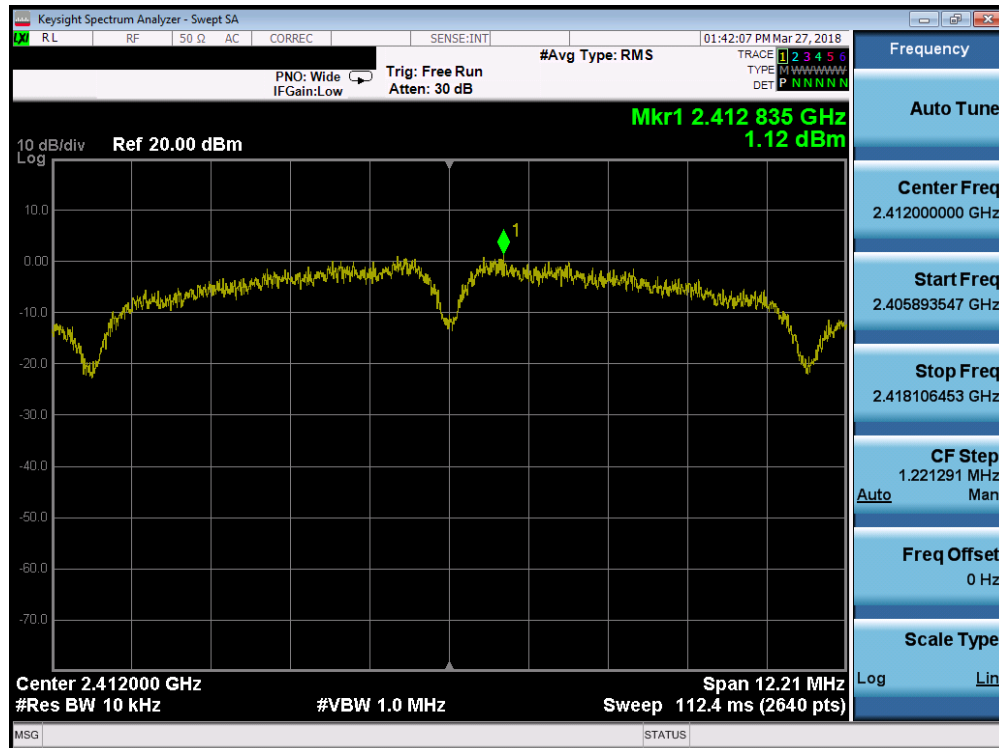 Keysight Spectrum Analyzer - Swept SA
LXI RL RF 50 Ω AC CORREC SENSE:INT 01:42:07 PM Mar 27, 2018
#Avg Type: RMS TRACE 1 2 3 4 5 6
PNO: Wide Trig: Free Run TYPE M WWWWW
IFGain:Low Atten: 30 dB DET P N N N N N
Mkr1 2.412 835 GHz
1.12 dBm
10 dB/div Ref 20.00 dBm
Log
10.0
1
0.00
-10.0
-20.0
-30.0
-40.0
-50.0
-60.0
-70.0
Center 2.412000 GHz Span 12.21 MHz
#Res BW 10 kHz #VBW 1.0 MHz Sweep 112.4 ms (2640 pts)
MSG STATUS
Frequency
Auto Tune
Center Freq
2.412000000 GHz
Start Freq
2.405893547 GHz
Stop Freq
2.418106453 GHz
CF Step
1.221291 MHz
Auto Man
Freq Offset
0 Hz
Scale Type
Log Lin